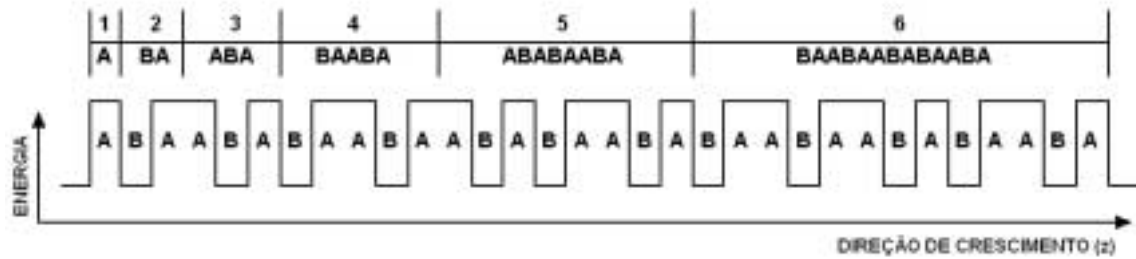 1 2 3 4 5 6
A BA ABA BAABA ABABAABA BAABAABABAABA
A B A A B A B A A B A A B A B A A B A B A A B A A B A B A A B A
ENERGIA
DIREÇÃO DE CRESCIMENTO (z)